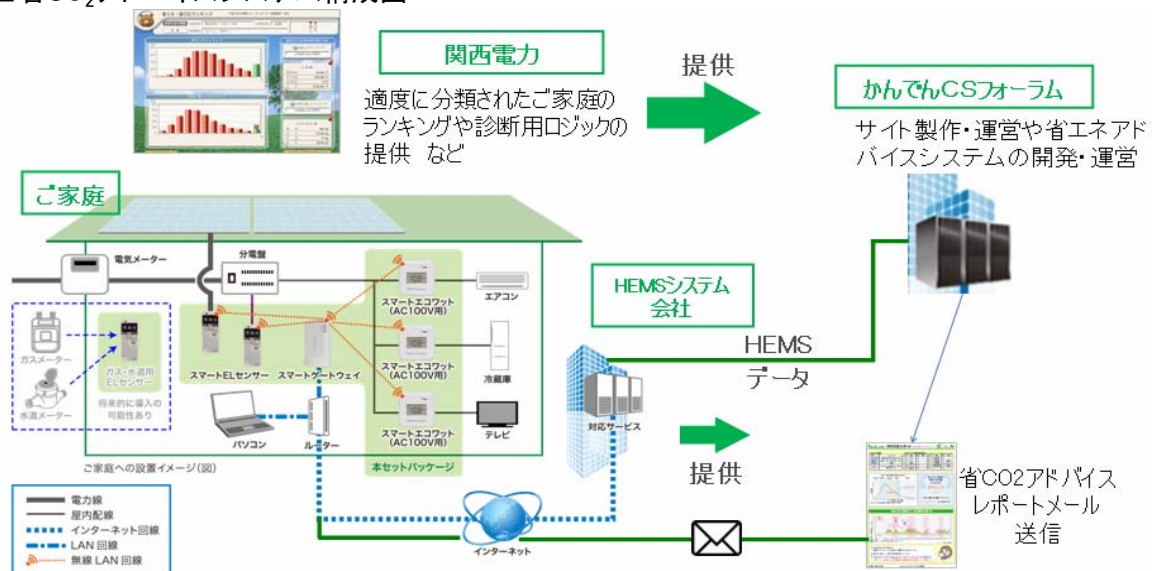 関西電力
適度に分類されたご家庭の
ランキングや診断用ロジックの
提供 など
提供
かんでんCSフォーラム
サイト製作・運営や省エネアド
バイスシステムの開発・運営
ご家庭
電気メーター
分電盤
スマートエコワット
(AC100V用)
エアコン
ガスメーター
水道メーター
ガス・水道用
ELセンサー
将来的に導入の
可能性あり
スマートELセンサー
スマートゲートウェイ
スマートエコワット
(AC100V用)
冷蔵庫
パソコン
ルーター
スマートエコワット
(AC100V用)
テレビ
ご家庭への設置イメージ(図)
本セットパッケージ
HEMSシステム
会社
対応サービス
HEMS
データ
提供
電力線
屋内配線
インターネット回線
LAN 回線
無線 LAN 回線
インターネット
省CO2アドバイス
レポートメール
送信